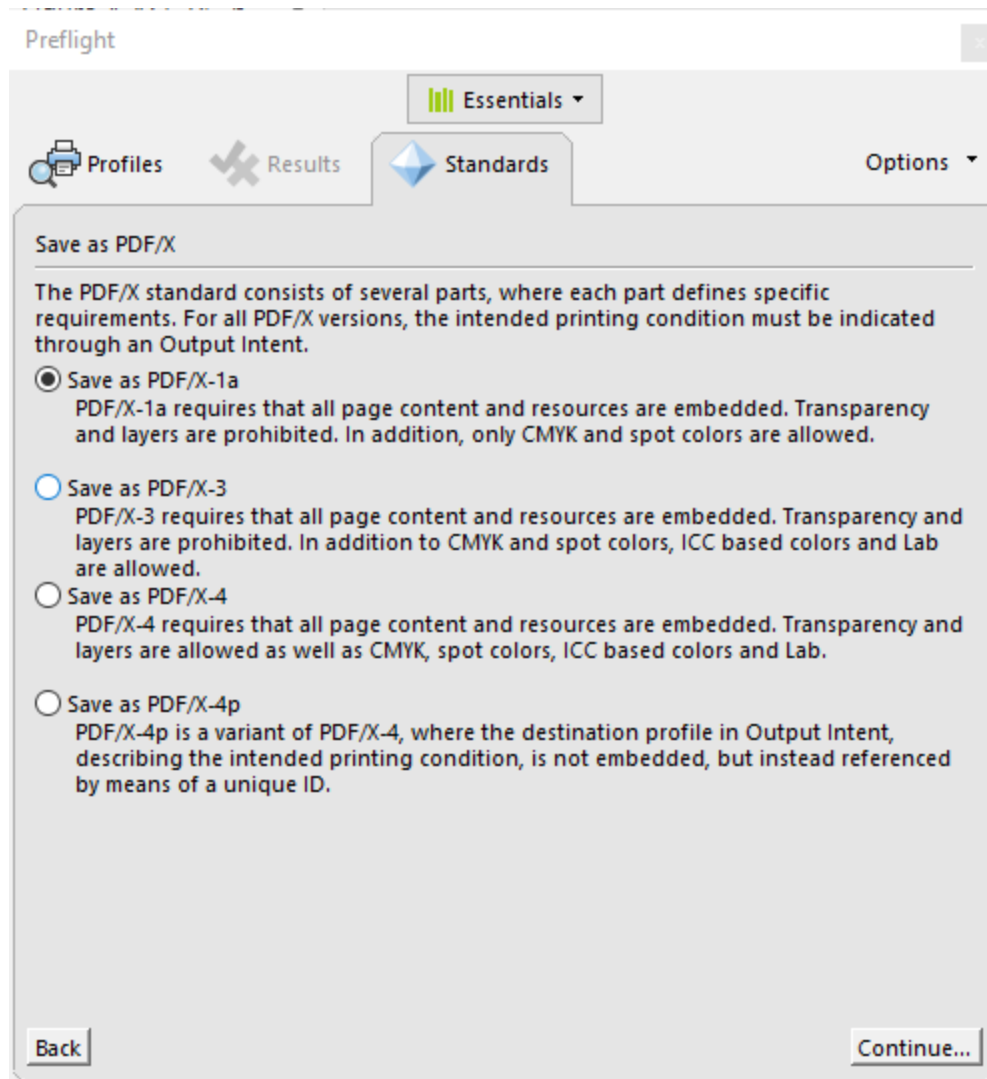 Preflight
x
Essentials
Profiles
Results
Standards
Options
Save as PDF/X
The PDF/X standard consists of several parts, where each part defines specific
requirements. For all PDF/X versions, the intended printing condition must be indicated
through an Output Intent.
Save as PDF/X-1a
PDF/X-1a requires that all page content and resources are embedded. Transparency
and layers are prohibited. In addition, only CMYK and spot colors are allowed.
Save as PDF/X-3
PDF/X-3 requires that all page content and resources are embedded. Transparency and
layers are prohibited. In addition to CMYK and spot colors, ICC based colors and Lab
are allowed.
Save as PDF/X-4
PDF/X-4 requires that all page content and resources are embedded. Transparency and
layers are allowed as well as CMYK, spot colors, ICC based colors and Lab.
Save as PDF/X-4p
PDF/X-4p is a variant of PDF/X-4, where the destination profile in Output Intent,
describing the intended printing condition, is not embedded, but instead referenced
by means of a unique ID.
Back
Continue...